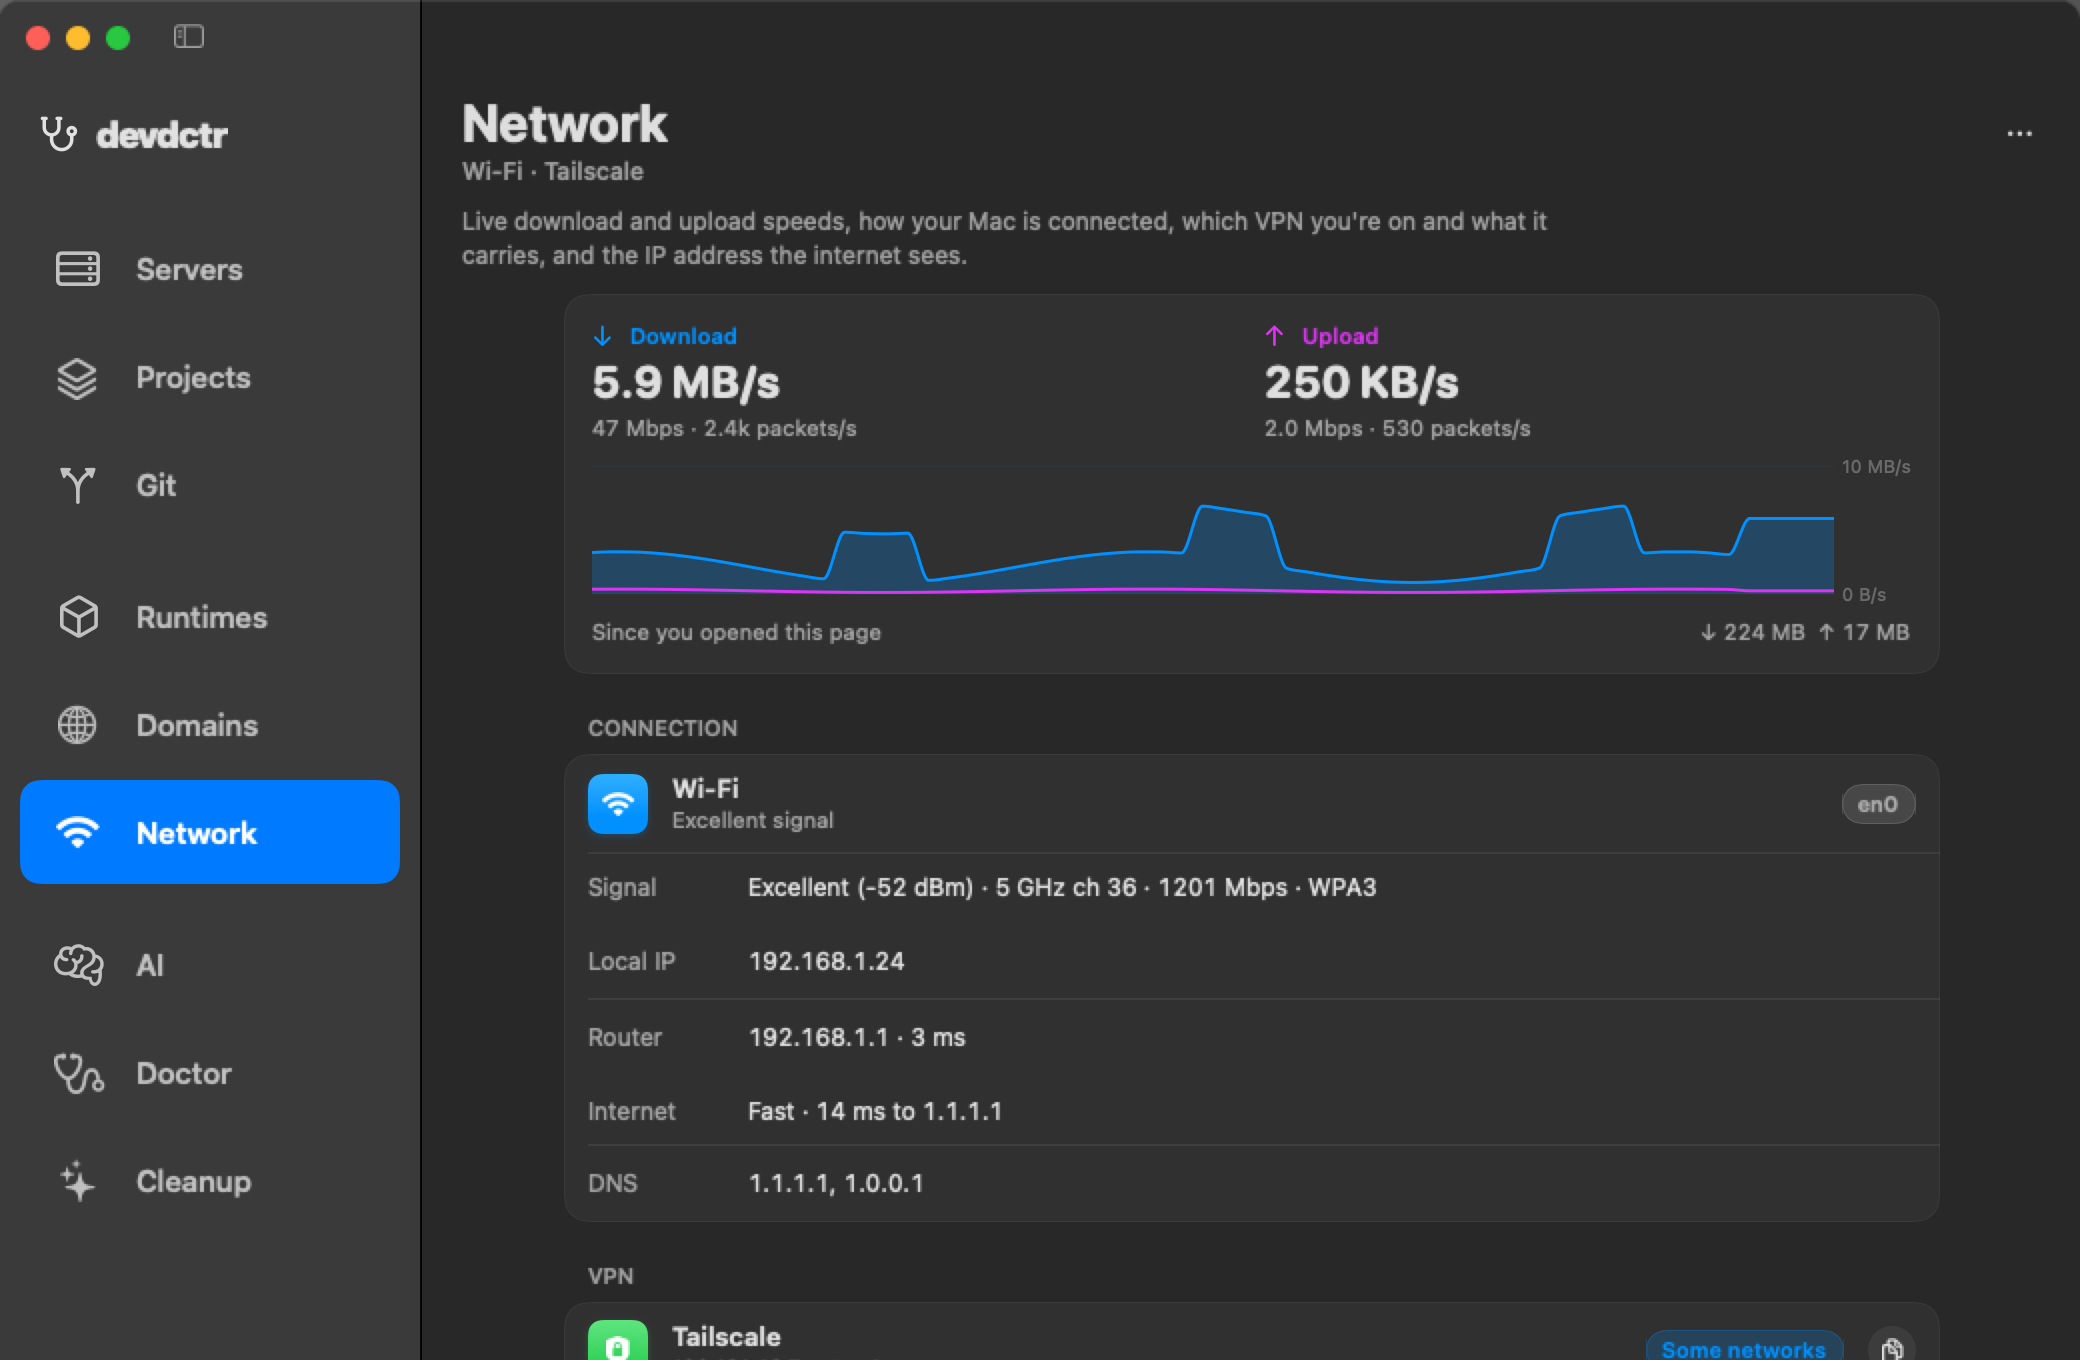 devdctr
Servers
Projects
Git
Runtimes
Domains
Network
AI
Doctor
Cleanup
Network
Wi-Fi · Tailscale
Live download and upload speeds, how your Mac is connected, which VPN you're on and what it
carries, and the IP address the internet sees.
↓ Download
5.9 MB/s
47 Mbps · 2.4k packets/s
↑ Upload
250 KB/s
2.0 Mbps · 530 packets/s
10 MB/s
0 B/s
Since you opened this page
↓ 224 MB ↑ 17 MB
CONNECTION
Wi-Fi
Excellent signal
en0
Signal Excellent (-52 dBm) · 5 GHz ch 36 · 1201 Mbps · WPA3
Local IP 192.168.1.24
Router 192.168.1.1 · 3 ms
Internet Fast · 14 ms to 1.1.1.1
DNS 1.1.1.1, 1.0.0.1
VPN
Tailscale
Some networks